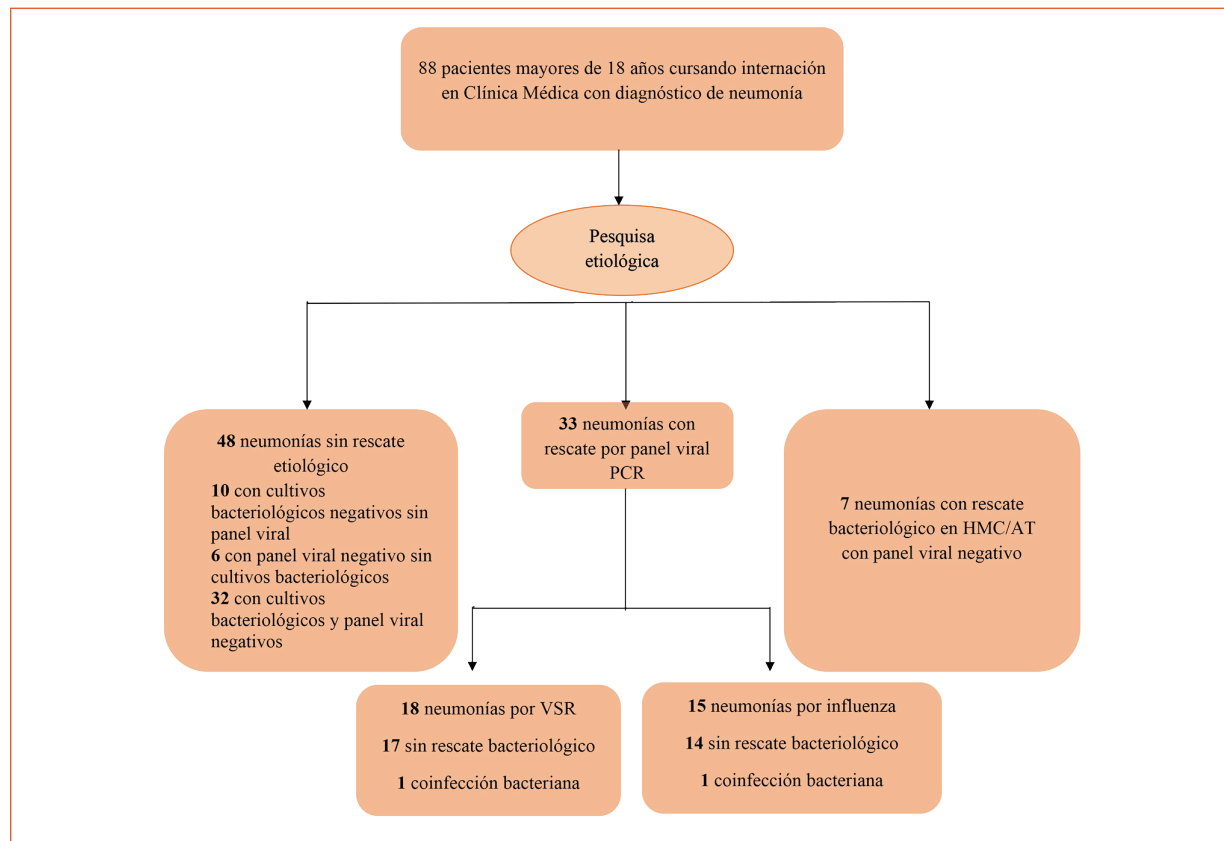 88 pacientes mayores de 18 años cursando internación
en Clínica Médica con diagnóstico de neumonía
Pesquisa
etiológica
48 neumonías sin rescate
etiológico
10 con cultivos
bacteriológicos negativos sin
panel viral
6 con panel viral negativo sin
cultivos bacteriológicos
32 con cultivos
bacteriológicos y panel viral
negativos
33 neumonías con
rescate por panel viral
PCR
7 neumonías con rescate
bacteriológico en HMC/AT
con panel viral negativo
18 neumonías por VSR
17 sin rescate bacteriológico
1 coinfección bacteriana
15 neumonías por influenza
14 sin rescate bacteriológico
1 coinfección bacteriana